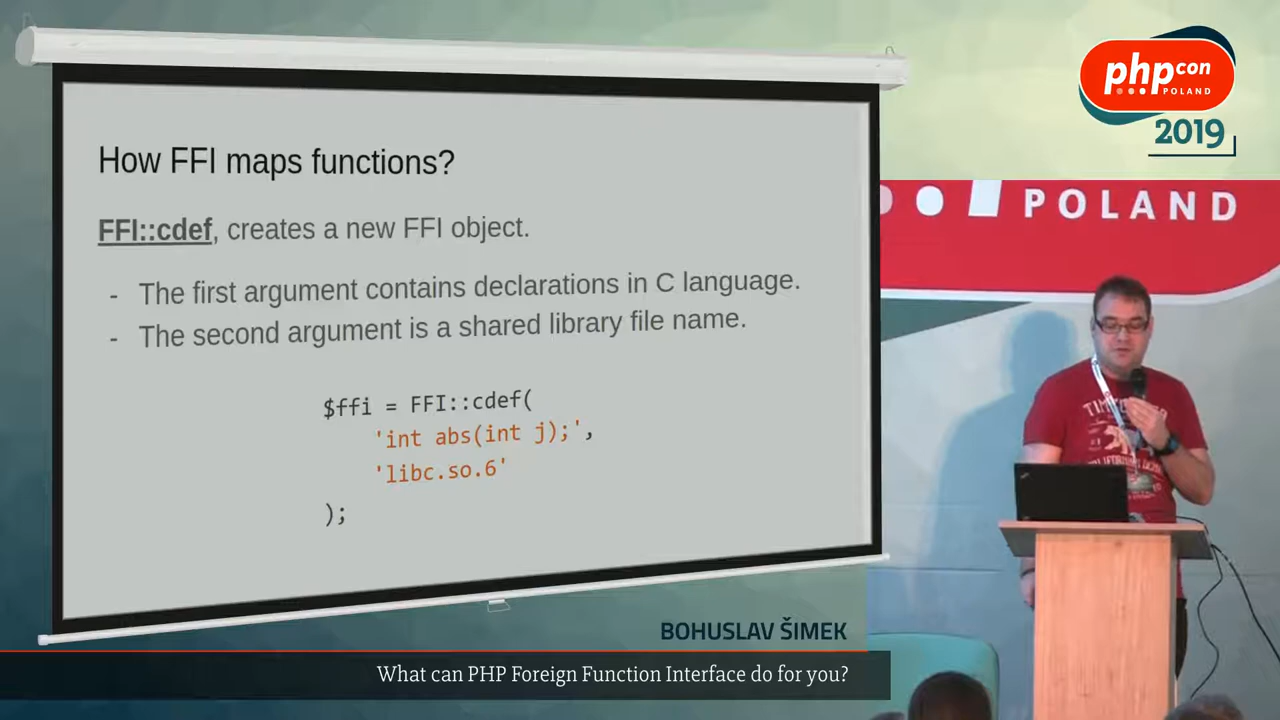 How FFI maps functions?
FFI::cdef, creates a new FFI object.
- The first argument contains declarations in C language.
- The second argument is a shared library file name.
$ffi = FFI::cdef(
'int abs(int j);',
'libc.so.6'
);
BOHUSLAV ŠIMEK
What can PHP Foreign Function Interface do for you?
phpcon
POLAND
2019
POLAND